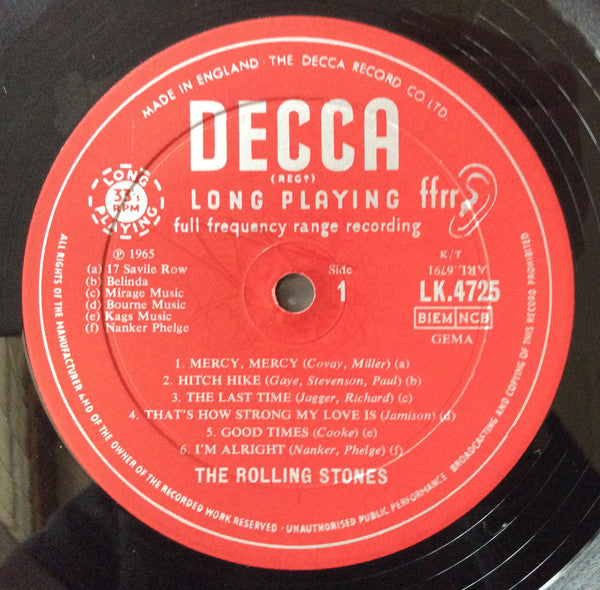 MADE IN ENGLAND · THE DECCA RECORD CO. LTD.
DECCA
(REGD)
LONG PLAYING ffrr
full frequency range recording
LONG PLAYING
33⅓
RPM
℗ 1965
(a) 17 Savile Row
(b) Belinda
(c) Mirage Music
(d) Bourne Music
(e) Kags Music
(f) Nanker Phelge
Side
1
K/T
ARL.6791
LK.4725
BIEM NCB
GEMA
1. MERCY, MERCY (Covay, Miller) (a)
2. HITCH HIKE (Gaye, Stevenson, Paul) (b)
3. THE LAST TIME (Jagger, Richard) (c)
4. THAT'S HOW STRONG MY LOVE IS (Jamison) (d)
5. GOOD TIMES (Cooke) (e)
6. I'M ALRIGHT (Nanker, Phelge) (f)
THE ROLLING STONES
ALL RIGHTS OF THE MANUFACTURER AND OF THE OWNER OF THE RECORDED WORK RESERVED · UNAUTHORISED PUBLIC PERFORMANCE BROADCASTING AND COPYING OF THIS RECORD PROHIBITED